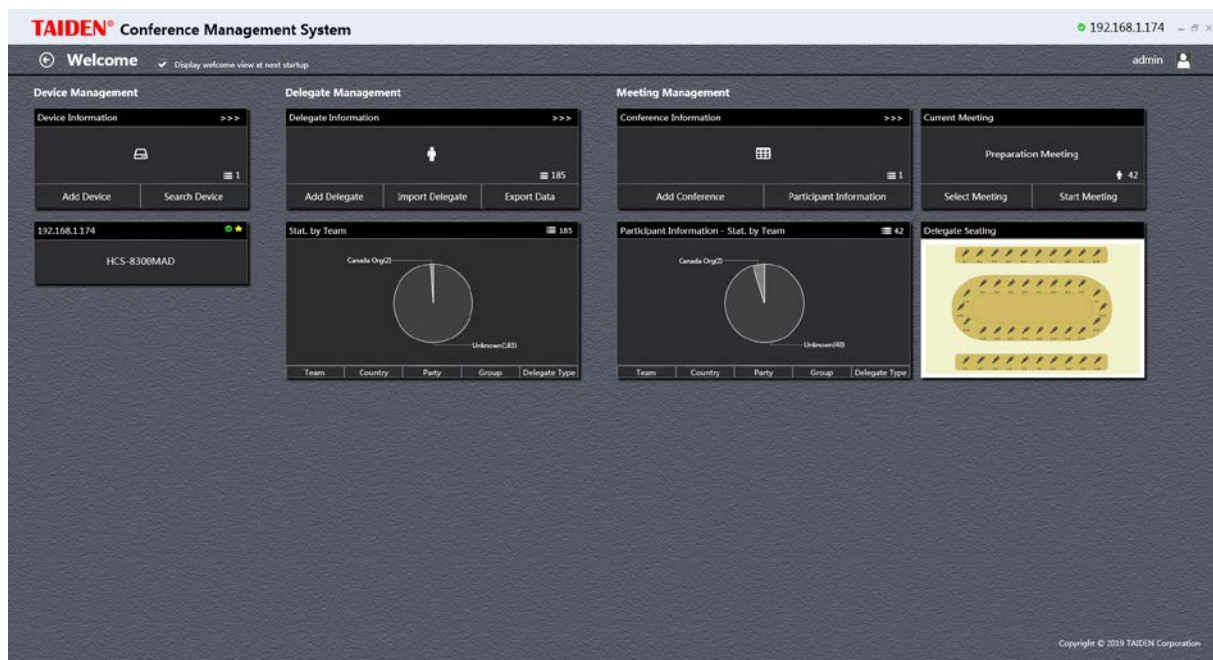 TAIDEN® Conference Management System
192.168.1.174
Welcome
Display welcome view at next startup
admin
Device Management
Delegate Management
Meeting Management
Device Information >>>
1
Add Device Search Device
Delegate Information >>>
185
Add Delegate Import Delegate Export Data
Conference Information >>>
1
Add Conference Participant Information
Current Meeting
Preparation Meeting
42
Select Meeting Start Meeting
192.168.1.174
HCS-8300MAD
Stat. by Team 185
Canada Org(2)
Unknown(183)
Team Country Party Group Delegate Type
Participant Information - Stat. by Team 42
Canada Org(2)
Unknown(40)
Team Country Party Group Delegate Type
Delegate Seating
Copyright © 2019 TAIDEN Corporation